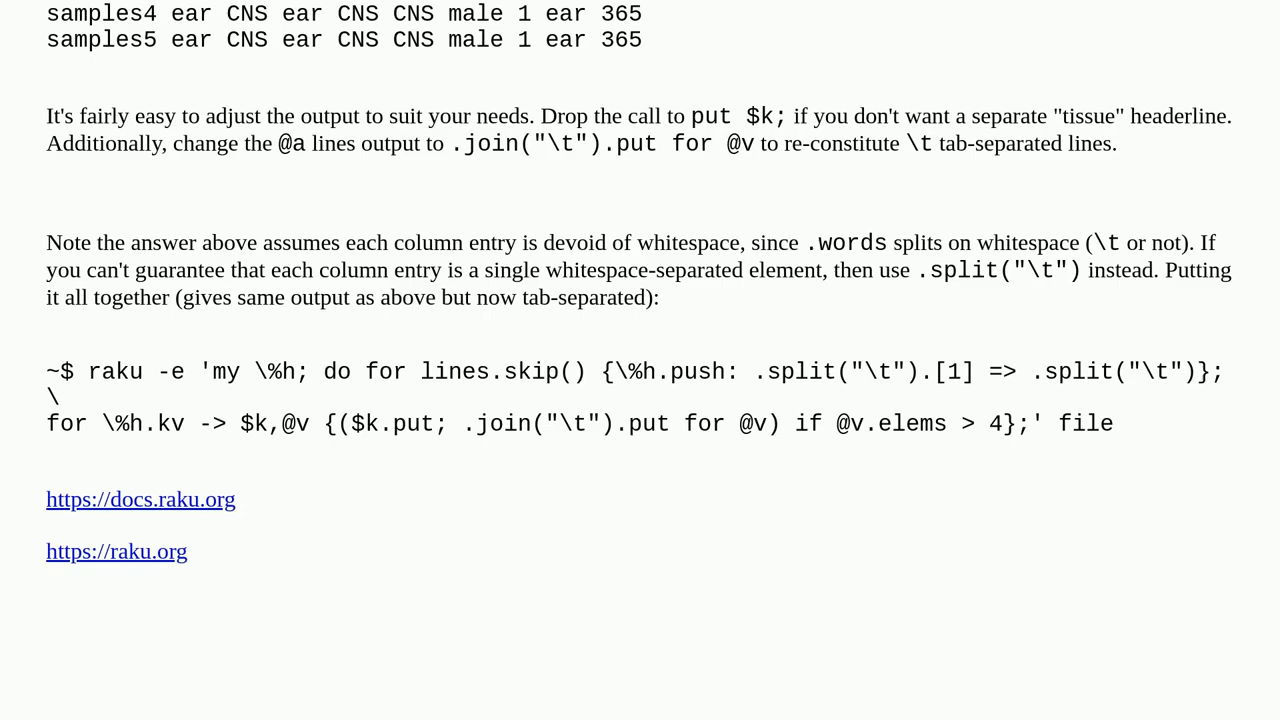 samples4 ear CNS ear CNS CNS male 1 ear 365
samples5 ear CNS ear CNS CNS male 1 ear 365
It's fairly easy to adjust the output to suit your needs. Drop the call to put $k; if you don't want a separate "tissue" headerline.
Additionally, change the @a lines output to .join("\t").put for @v to re-constitute \t tab-separated lines.
Note the answer above assumes each column entry is devoid of whitespace, since .words splits on whitespace (\t or not). If
you can't guarantee that each column entry is a single whitespace-separated element, then use .split("\t") instead. Putting
it all together (gives same output as above but now tab-separated):
~$ raku -e 'my \%h; do for lines.skip() {\%h.push: .split("\t").[1] => .split("\t")};
\
for \%h.kv -> $k,@v {($k.put; .join("\t").put for @v) if @v.elems > 4};' file
https://docs.raku.org
https://raku.org